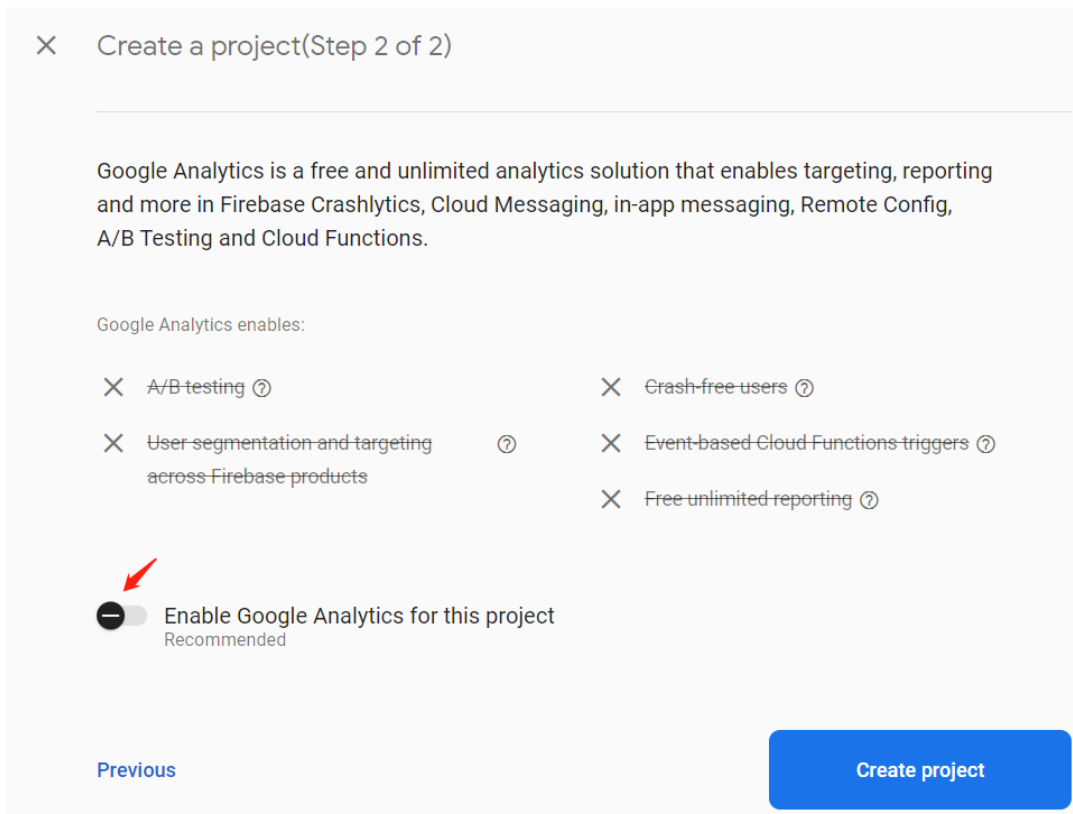 Create a project(Step 2 of 2)
Google Analytics is a free and unlimited analytics solution that enables targeting, reporting
and more in Firebase Crashlytics, Cloud Messaging, in-app messaging, Remote Config,
A/B Testing and Cloud Functions.
Google Analytics enables:
A/B testing
User segmentation and targeting
across Firebase products
Crash-free users
Event-based Cloud Functions triggers
Free unlimited reporting
Enable Google Analytics for this project
Recommended
Previous
Create project